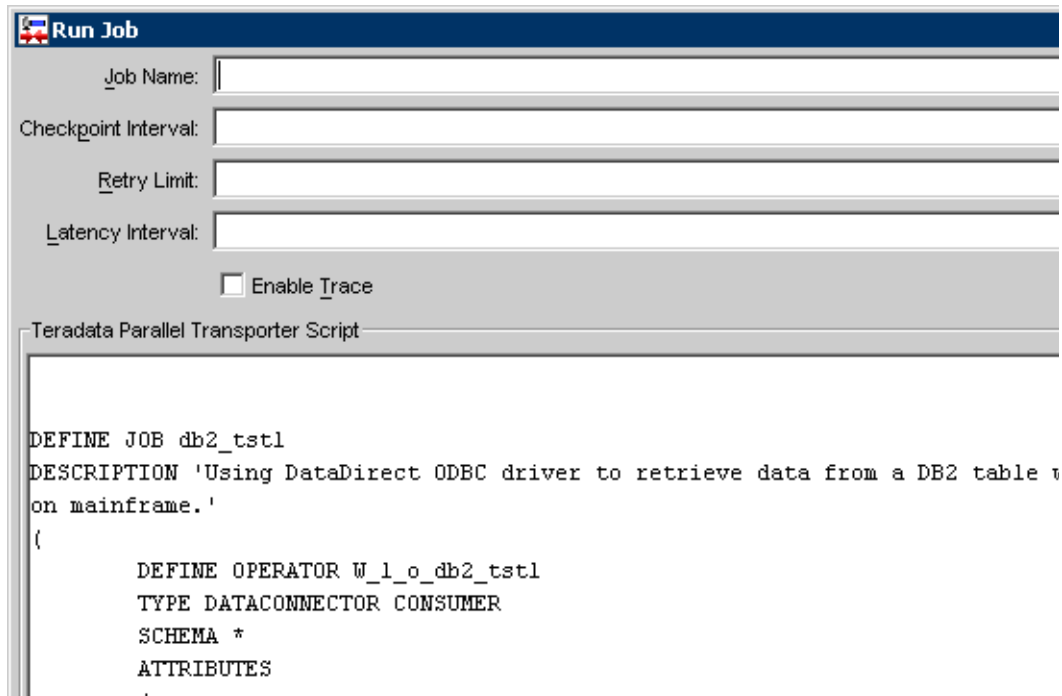 Run Job
Job Name:
Checkpoint Interval:
Retry Limit:
Latency Interval:
Enable Trace
Teradata Parallel Transporter Script
DEFINE JOB db2_tstl
DESCRIPTION 'Using DataDirect ODBC driver to retrieve data from a DB2 table
on mainframe.'
(
DEFINE OPERATOR W_1_o_db2_tstl
TYPE DATACONNECTOR CONSUMER
SCHEMA *
ATTRIBUTES